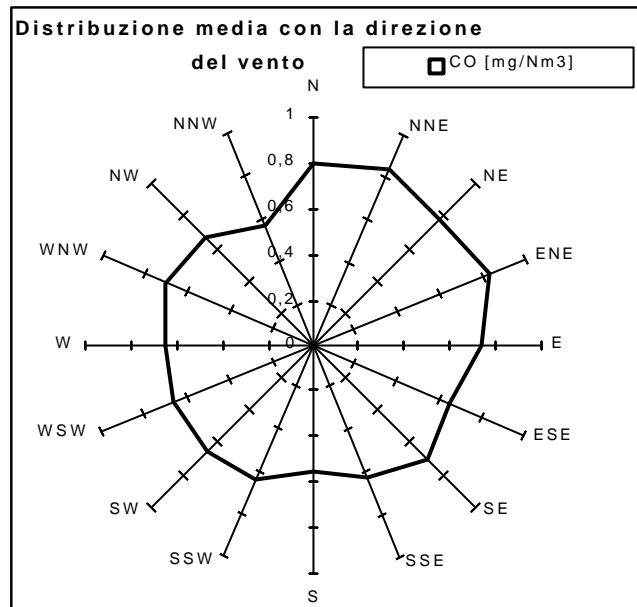 Distribuzione media con la direzione
del vento
CO [mg/Nm3]
N
NNE
NE
ENE
E
ESE
SE
SSE
S
SSW
SW
WSW
W
WNW
NW
NNW
1
0,8
0,6
0,4
0,2
0